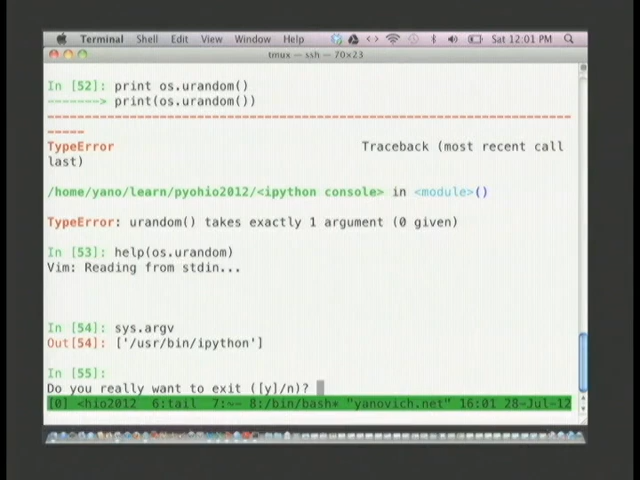 Terminal Shell Edit View Window Help Sat 12:01 PM
tmux — ssh — 70×23
In [52]: print os.urandom()
-------> print(os.urandom())
---------------------------------------------------------------------------
TypeError Traceback (most recent call
last)
/home/yano/learn/pyohio2012/<ipython console> in <module>()
TypeError: urandom() takes exactly 1 argument (0 given)
In [53]: help(os.urandom)
Vim: Reading from stdin...
In [54]: sys.argv
Out[54]: ['/usr/bin/ipython']
In [55]:
Do you really want to exit ([y]/n)?
[0] <hio2012 6:tail 7:~- 8:/bin/bash* "yanovich.net" 16:01 28-Jul-12